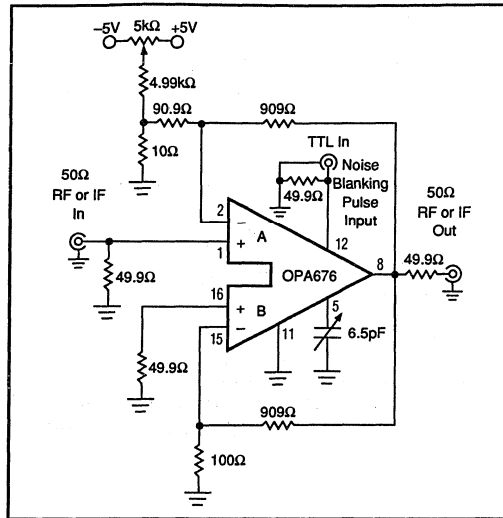 5kΩ
–5V
+5V
4.99kΩ
90.9Ω
909Ω
10Ω
TTL In
Noise
Blanking
Pulse
Input
49.9Ω
50Ω
RF or IF
In
50Ω
RF or IF
Out
2
–
A
+
1
12
8
49.9Ω
49.9Ω
OPA676
16
+
B
–
15
5
11
6.5pF
49.9Ω
909Ω
100Ω